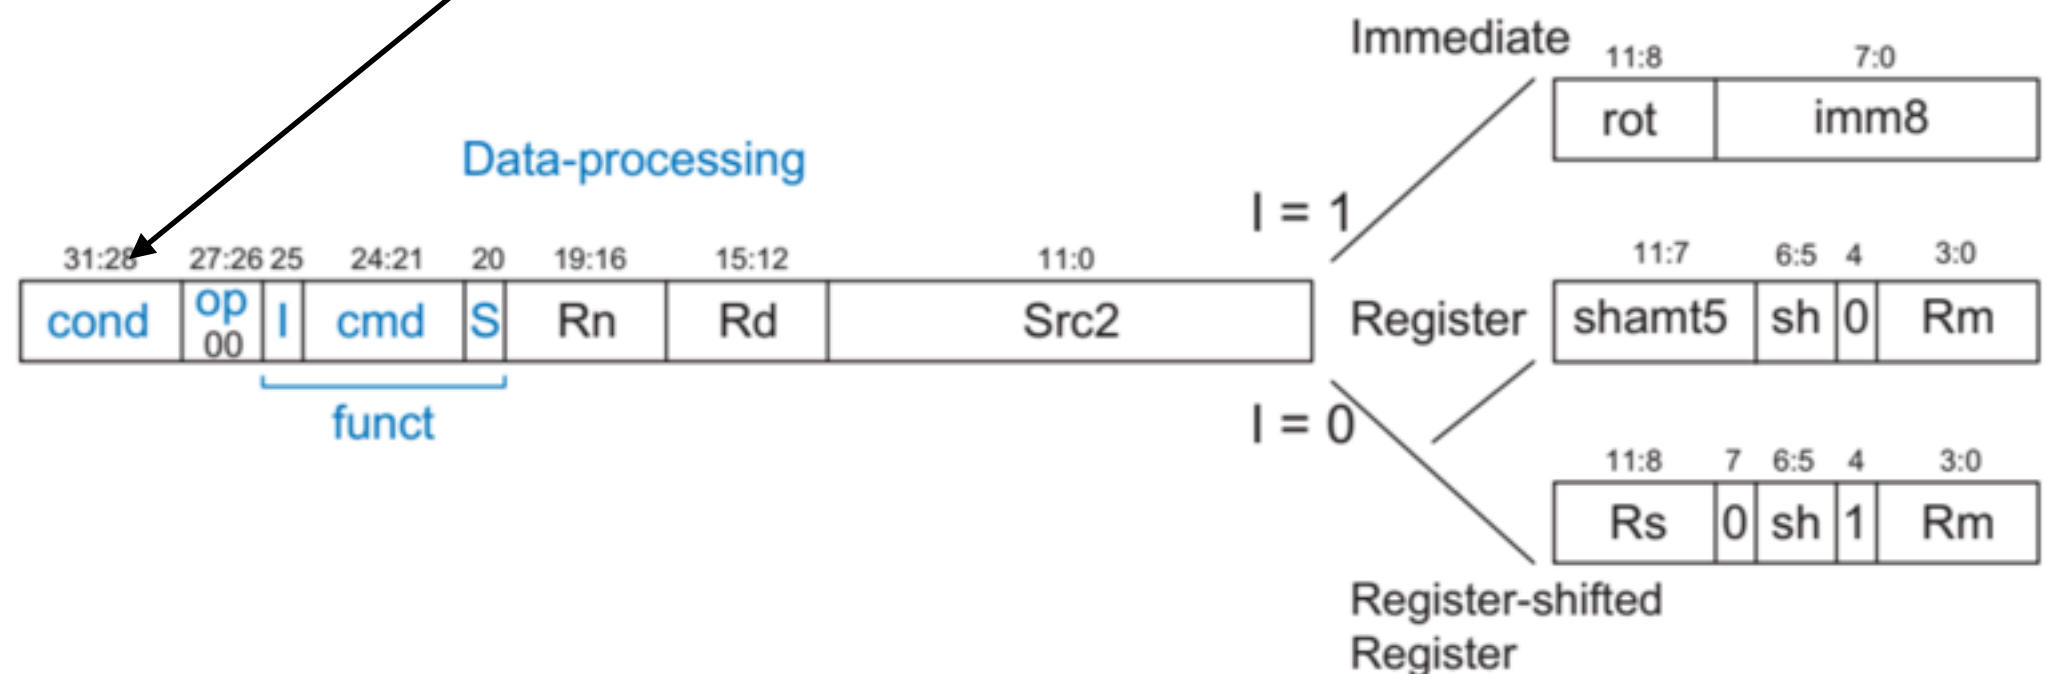 Immediate
11:8 7:0
rot imm8
Data-processing
I = 1
31:28 27:26 25 24:21 20 19:16 15:12 11:0
cond op 00 I cmd S Rn Rd Src2
funct
11:7 6:5 4 3:0
Register shamt5 sh 0 Rm
I = 0
11:8 7 6:5 4 3:0
Rs 0 sh 1 Rm
Register-shifted
Register